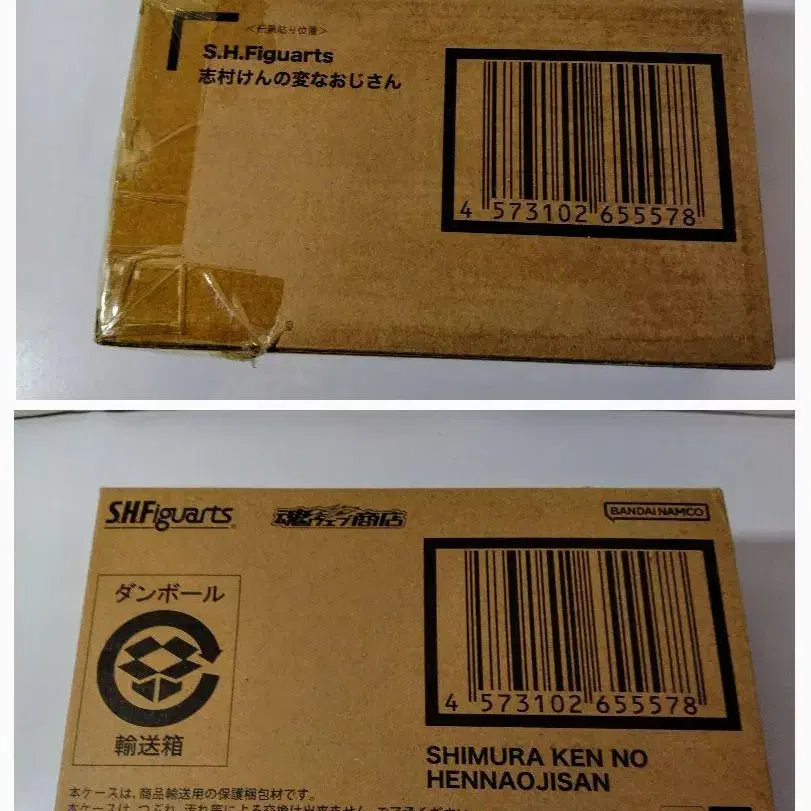 <伝票貼り位置>
S.H.Figuarts
志村けんの変なおじさん
4 573102 655578
S.H.Figuarts
魂ウェブ商店
BANDAI NAMCO
ダンボール
輸送箱
4 573102 655578
SHIMURA KEN NO
HENNAOJISAN
本ケースは、商品輸送用の保護梱包材です。